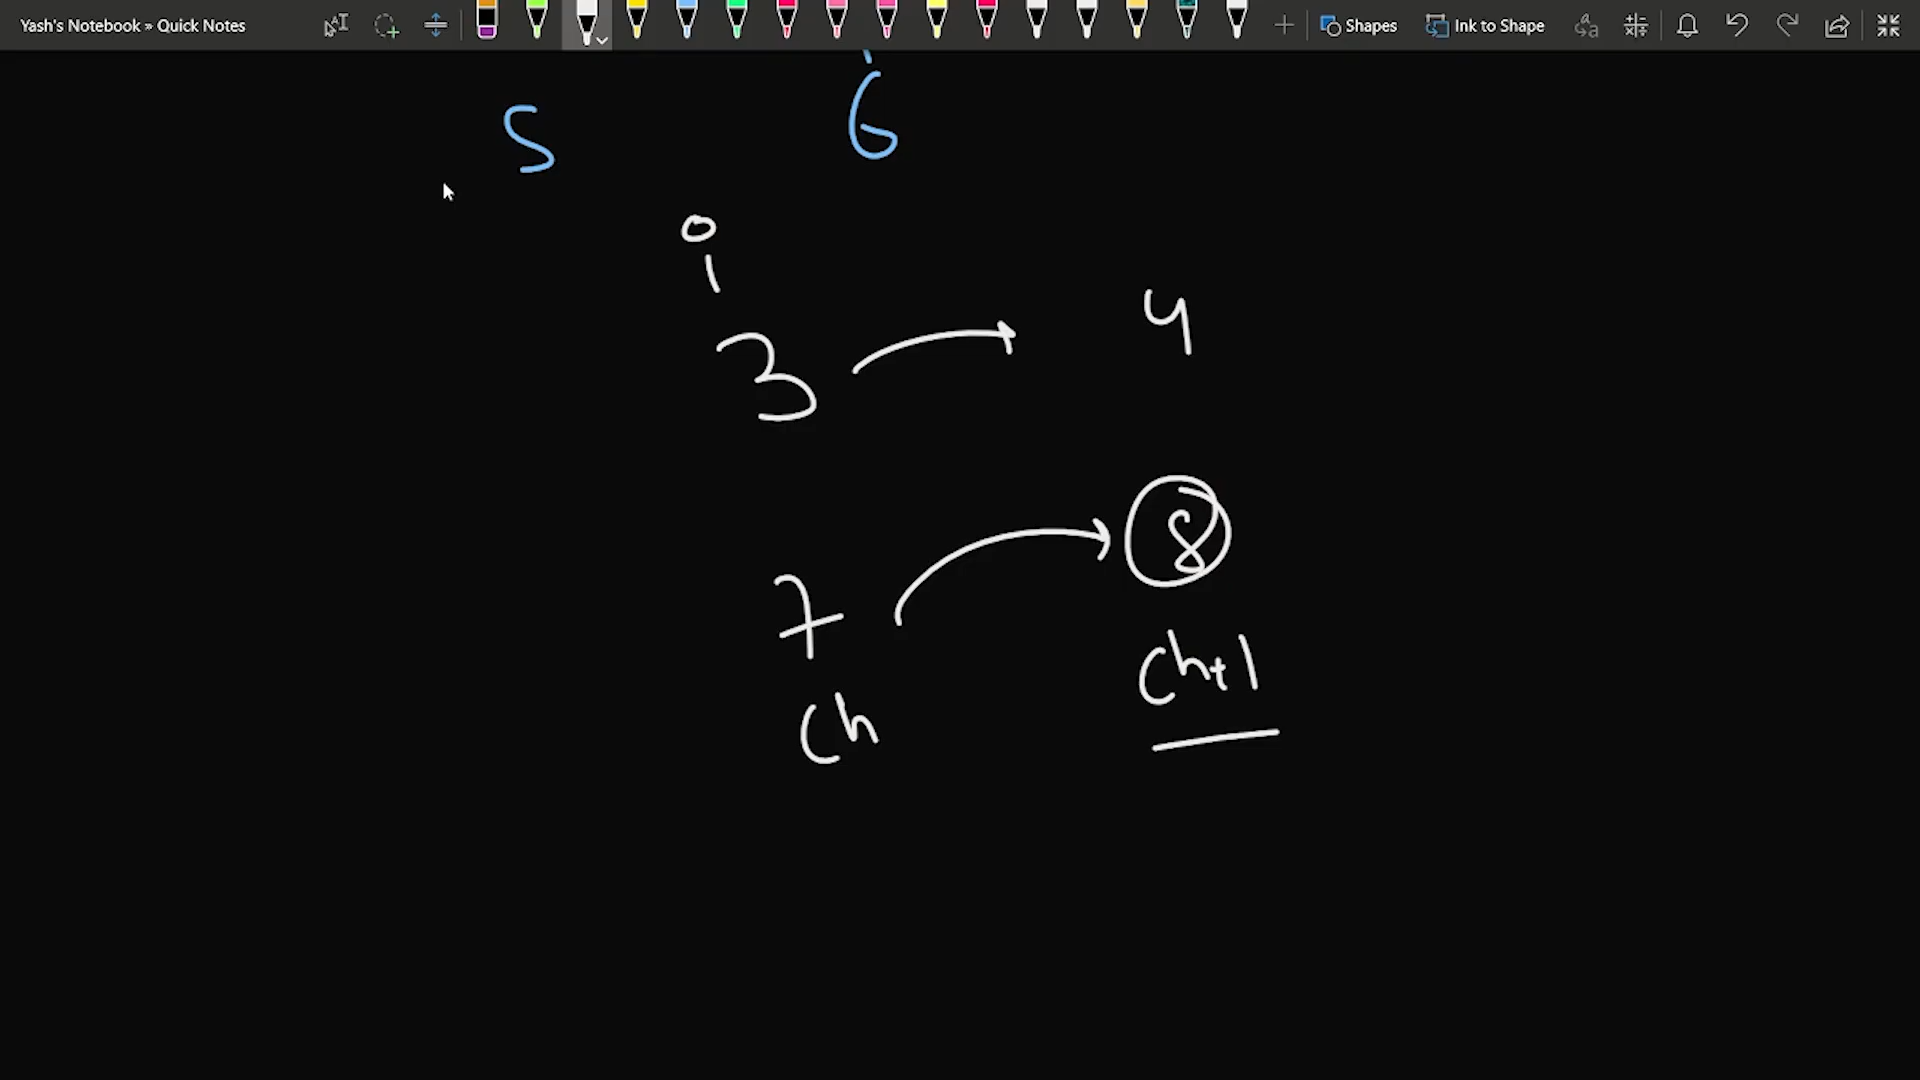 Yash's Notebook » Quick Notes
Shapes
Ink to Shape
5 6
0
1
3 4
7 8
ch ch+1